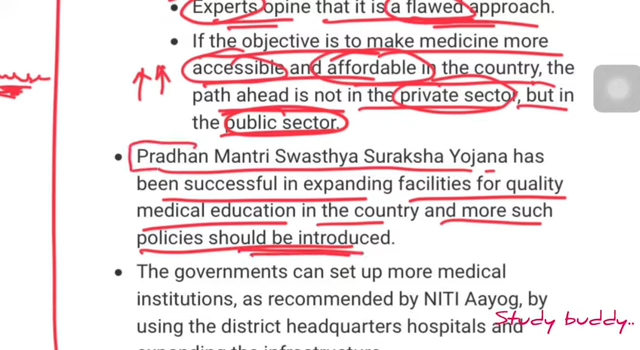 Experts opine that it is a flawed approach.
If the objective is to make medicine more
accessible and affordable in the country, the
path ahead is not in the private sector, but in
the public sector.
Pradhan Mantri Swasthya Suraksha Yojana has
been successful in expanding facilities for quality
medical education in the country and more such
policies should be introduced.
The governments can set up more medical
institutions, as recommended by NITI Aayog, by
using the district headquarters hospitals and
expanding the infrastructure.
Study buddy..